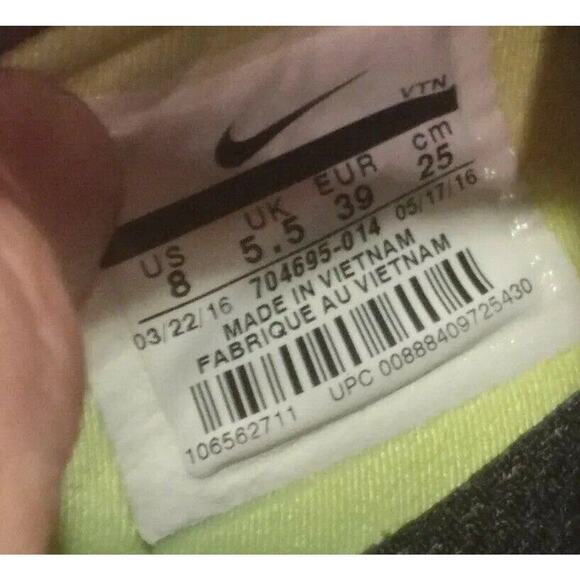 VTN
US UK EUR cm
8 5.5 39 25
03/22/16 704695-014 05/17/16
MADE IN VIETNAM
FABRIQUE AU VIETNAM
106562711 UPC 00888409725430